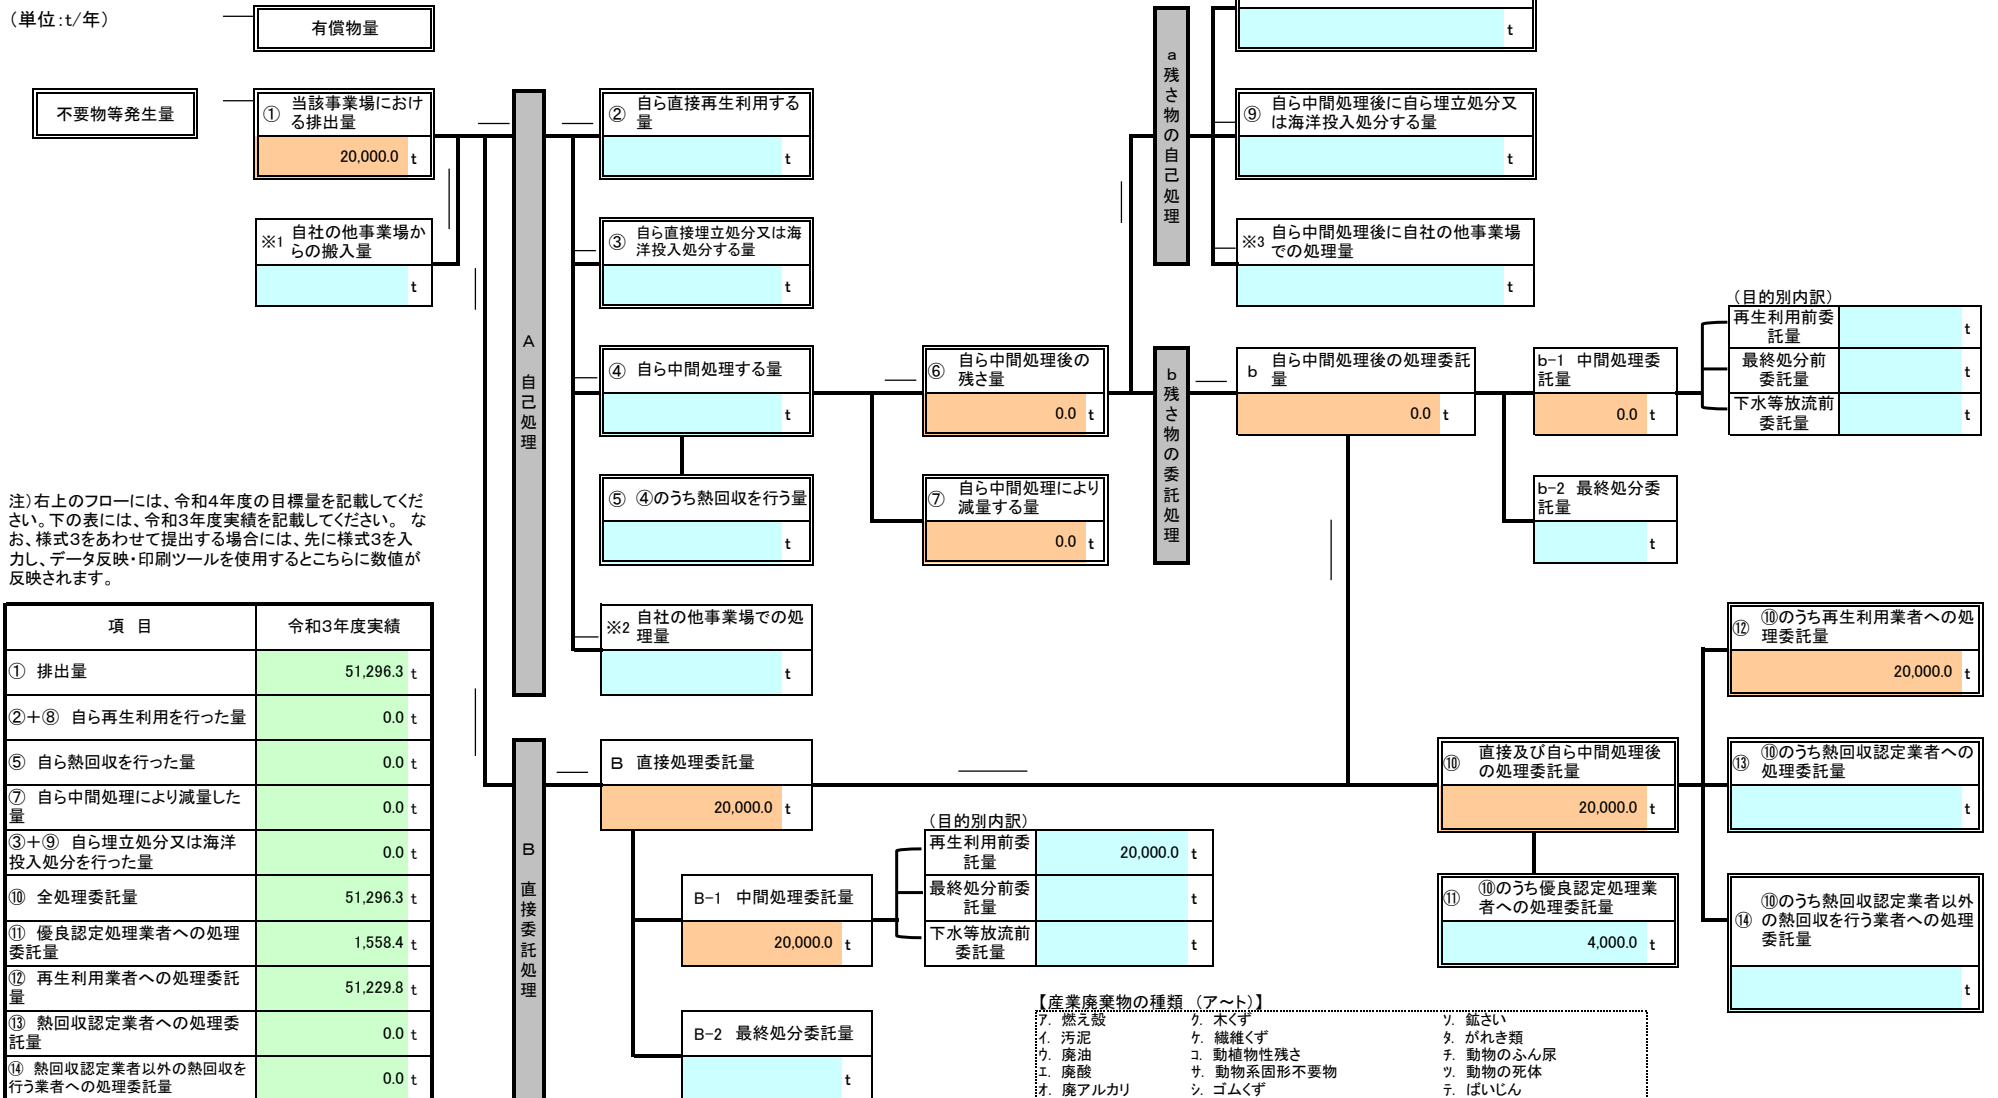 （単位：t/年）
有償物量
t
不要物等発生量
① 当該事業場におけ
る排出量
20,000.0 t
※1 自社の他事業場か
らの搬入量
t
A 自己処理
② 自ら直接再生利用する
量
t
③ 自ら直接埋立処分又は海
洋投入処分する量
t
④ 自ら中間処理する量
t
⑤ ④のうち熱回収を行う量
t
※2 自社の他事業場での処
理量
t
⑥ 自ら中間処理後の
残さ量
0.0 t
⑦ 自ら中間処理により
減量する量
0.0 t
a 残さ物の自己処理
⑨ 自ら中間処理後に自ら埋立処分又
は海洋投入処分する量
t
※3 自ら中間処理後に自社の他事業場
での処理量
t
b 残さ物の委託処理
b 自ら中間処理後の処理委託
量
0.0 t
b-1 中間処理委
託量
0.0 t
b-2 最終処分委
託量
t
（目的別内訳）
再生利用前委
託量
t
最終処分前
委託量
t
下水等放流前
委託量
t
注）右上のフローには、令和4年度の目標量を記載してくだ
さい。下の表には、令和3年度実績を記載してください。 な
お、様式3をあわせて提出する場合には、先に様式3を入
力し、データ反映・印刷ツールを使用するとこちらに数値が
反映されます。
項 目 令和3年度実績
① 排出量 51,296.3 t
②＋⑧ 自ら再生利用を行った量 0.0 t
⑤ 自ら熱回収を行った量 0.0 t
⑦ 自ら中間処理により減量した
量 0.0 t
③＋⑨ 自ら埋立処分又は海洋
投入処分を行った量 0.0 t
⑩ 全処理委託量 51,296.3 t
⑪ 優良認定処理業者への処理
委託量 1,558.4 t
⑫ 再生利用業者への処理委託
量 51,229.8 t
⑬ 熱回収認定業者への処理委
託量 0.0 t
⑭ 熱回収認定業者以外の熱回収を
行う業者への処理委託量 0.0 t
B 直接委託処理
B 直接処理委託量
20,000.0 t
B-1 中間処理委託量
20,000.0 t
B-2 最終処分委託量
t
（目的別内訳）
再生利用前委
託量
20,000.0 t
最終処分前委
託量
t
下水等放流前
委託量
t
⑩ 直接及び自ら中間処理後
の処理委託量
20,000.0 t
⑪ ⑩のうち優良認定処理業
者への処理委託量
4,000.0 t
⑫ ⑩のうち再生利用業者への処
理委託量
20,000.0 t
⑬ ⑩のうち熱回収認定業者への
処理委託量
t
⑭ ⑩のうち熱回収認定業者以外
の熱回収を行う業者への処理
委託量
t
【産業廃棄物の種類 （ア～ト）】
ｱ. 燃え殻 ｸ. 木くず ｿ. 鉱さい
ｲ. 汚泥 ｹ. 繊維くず ﾀ. がれき類
ｳ. 廃油 ｺ. 動植物性残さ ﾁ. 動物のふん尿
ｴ. 廃酸 ｻ. 動物系固形不要物 ﾂ. 動物の死体
ｵ. 廃アルカリ ｼ. ゴムくず ﾃ. ばいじん